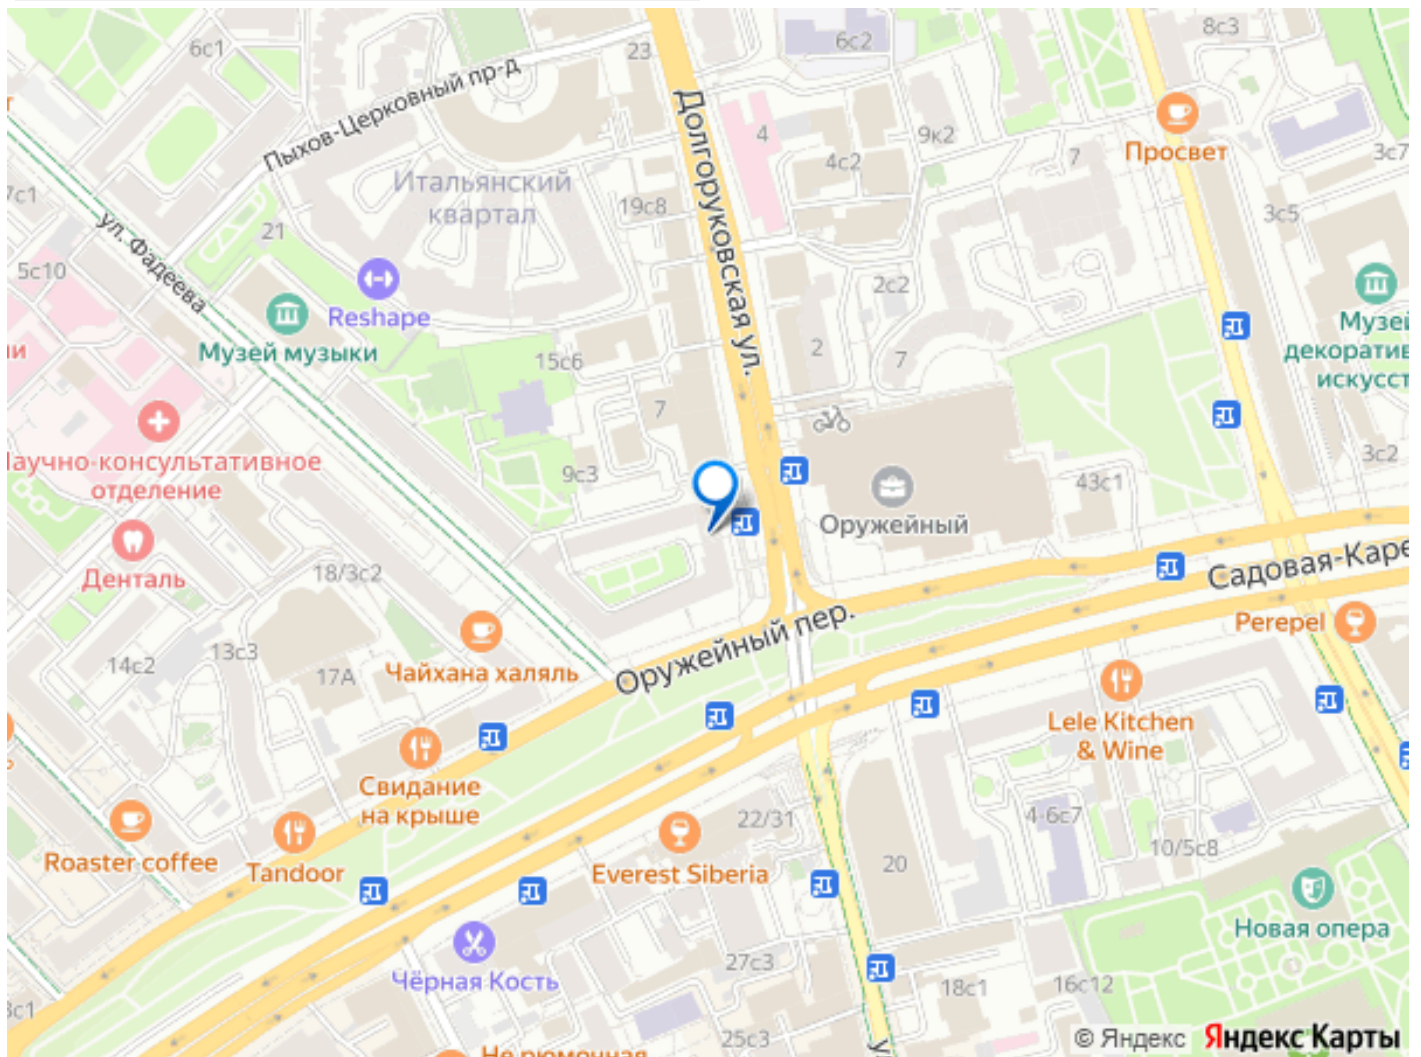 6с1
23
6с2
8с3
Пыхов-Церковный пр-д
Долгоруковская ул.
4
9к2
4с2
7
Просвет
3с7
7с1
Итальянский
квартал
19с8
3с5
ул. Фадеева
21
5с10
2с2
Reshape
Музей музыки
Музей
декоратив
искусст
15с6
2
7
7
9с3
Научно-консультативное
отделение
43с1
3с2
Оружейный
Денталь
18/3с2
Садовая-Каре
Оружейный пер.
Perepel
14с2
13с3
17А
Чайхана халяль
Lele Kitchen
& Wine
Свидание
на крыше
22/31
4-6с7
10/5с8
Roaster coffee
Tandoor
Everest Siberia
20
Новая опера
27с3
Чёрная Кость
18с1
16с12
25с3
Не рюмочная
© Яндекс
Яндекс Карты